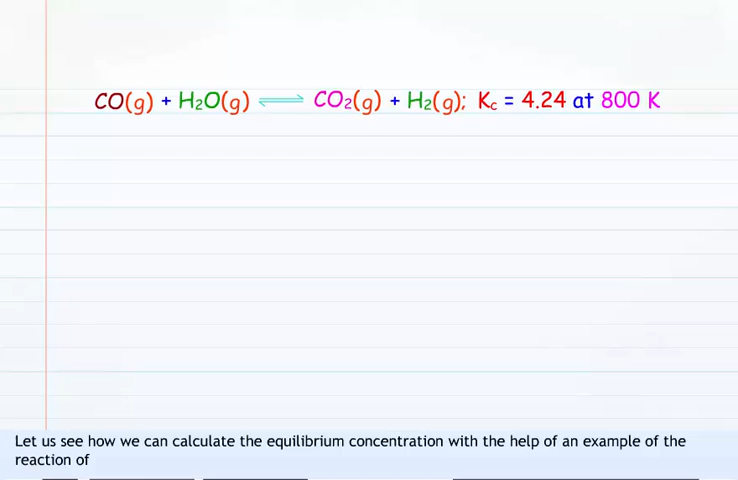 CO(g) + H₂O(g) ⇌ CO₂(g) + H₂(g); K꜀ = 4.24 at 800 K
Let us see how we can calculate the equilibrium concentration with the help of an example of the
reaction of